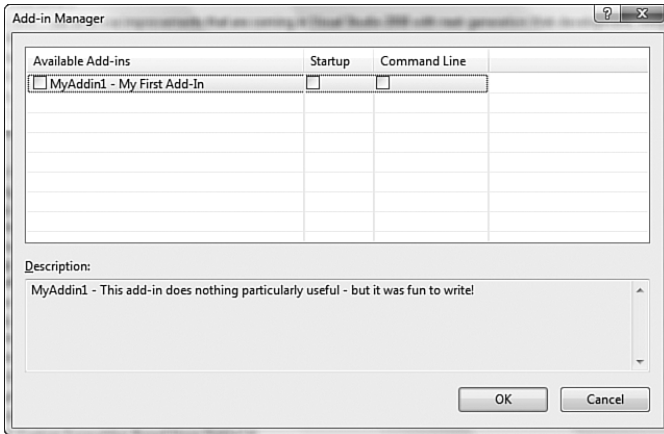 Add-in Manager
Available Add-ins Startup Command Line
MyAddin1 - My First Add-In
Description:
MyAddin1 - This add-in does nothing particularly useful - but it was fun to write!
OK Cancel